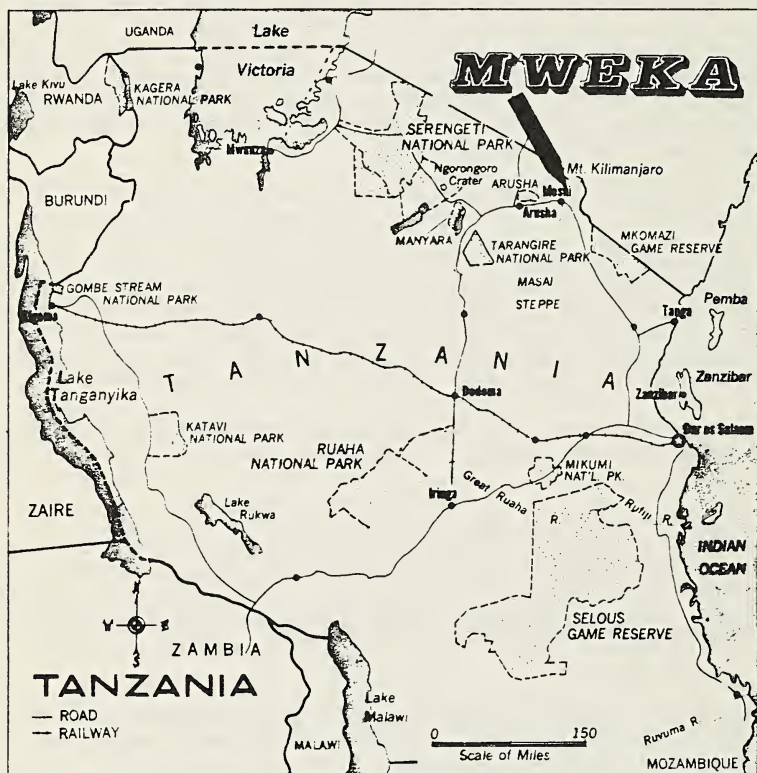 UGANDA
Lake
Victoria
MWEKA
Lake Kivu
RWANDA
KAGERA
NATIONAL PARK
Mwanza
SERENGETI
NATIONAL PARK
Ngorongoro
Crater
ARUSHA
Mt. Kilimanjaro
Moshi
Arusha
BURUNDI
MANYARA
TARANGIRE
NATIONAL PARK
MKOMAZI
GAME RESERVE
MASAI
STEPPE
GOMBE STREAM
NATIONAL PARK
Kigoma
Tanga
Pemba
TANZANIA
Lake
Tanganyika
Zanzibar
Zanzibar
Dodoma
Dar es Salaam
KATAVI
NATIONAL PARK
RUAHA
NATIONAL PARK
MIKUMI
NAT'L. PK.
Iringa
Great Ruaha
R.
Rufiji R.
ZAIRE
Lake
Rukwa
INDIAN
OCEAN
N
W E
S
ZAMBIA
SELOUS
GAME RESERVE
TANZANIA
ROAD
RAILWAY
Lake
Malawi
MALAWI
0 150
Scale of Miles
Ruvuma R.
MOZAMBIQUE